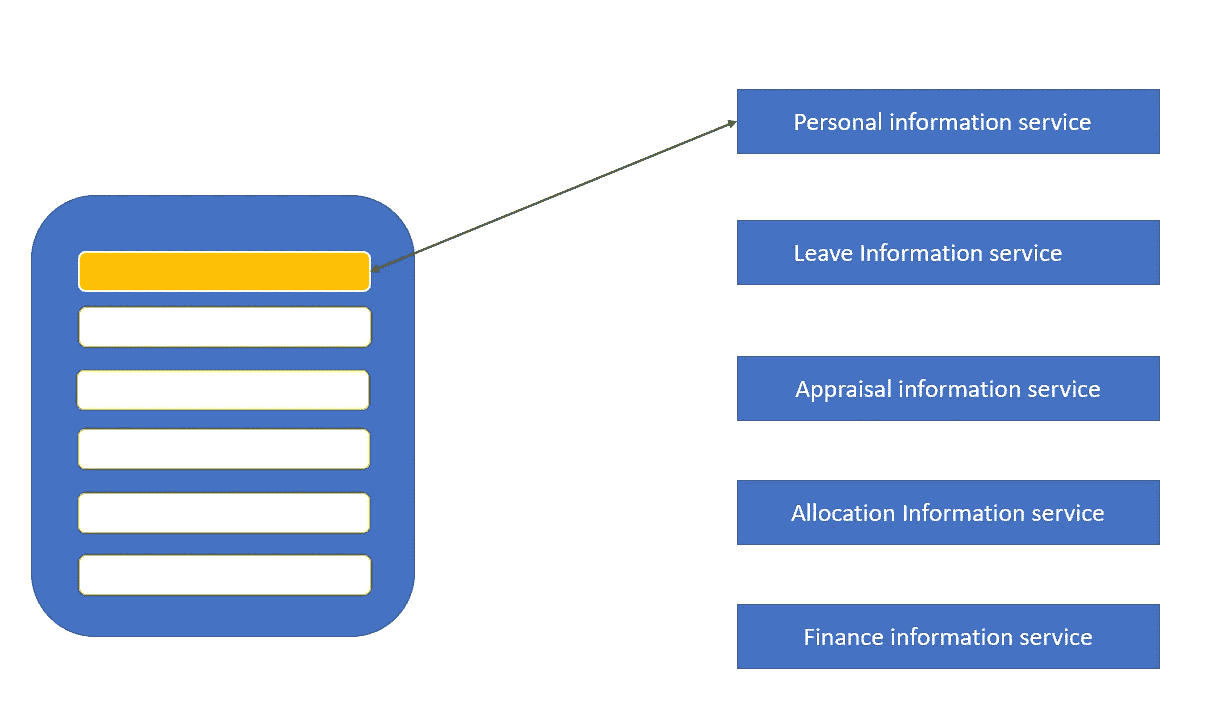 Personal information service
Leave Information service
Appraisal information service
Allocation Information service
Finance information service